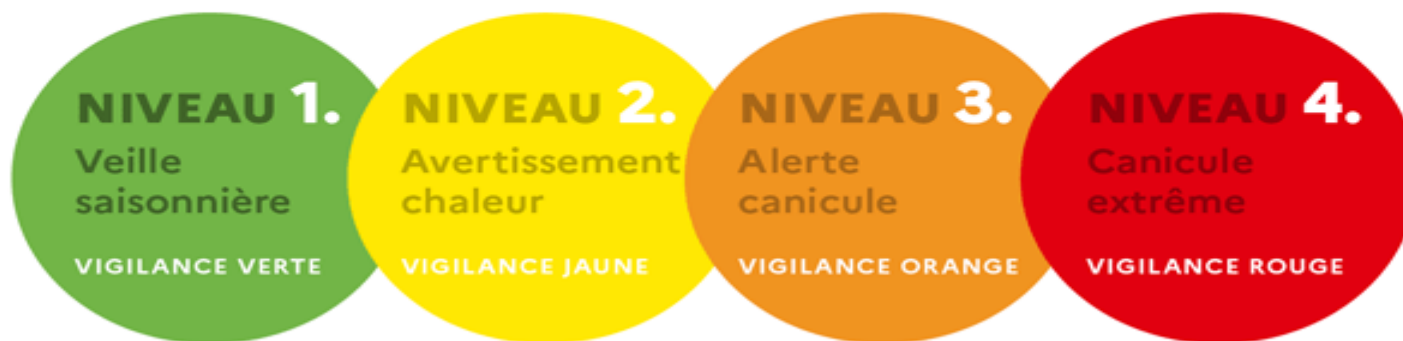 NIVEAU 1.
Veille
saisonnière
VIGILANCE VERTE
NIVEAU 2.
Avertissement
chaleur
VIGILANCE JAUNE
NIVEAU 3.
Alerte
canicule
VIGILANCE ORANGE
NIVEAU 4.
Canicule
extrême
VIGILANCE ROUGE